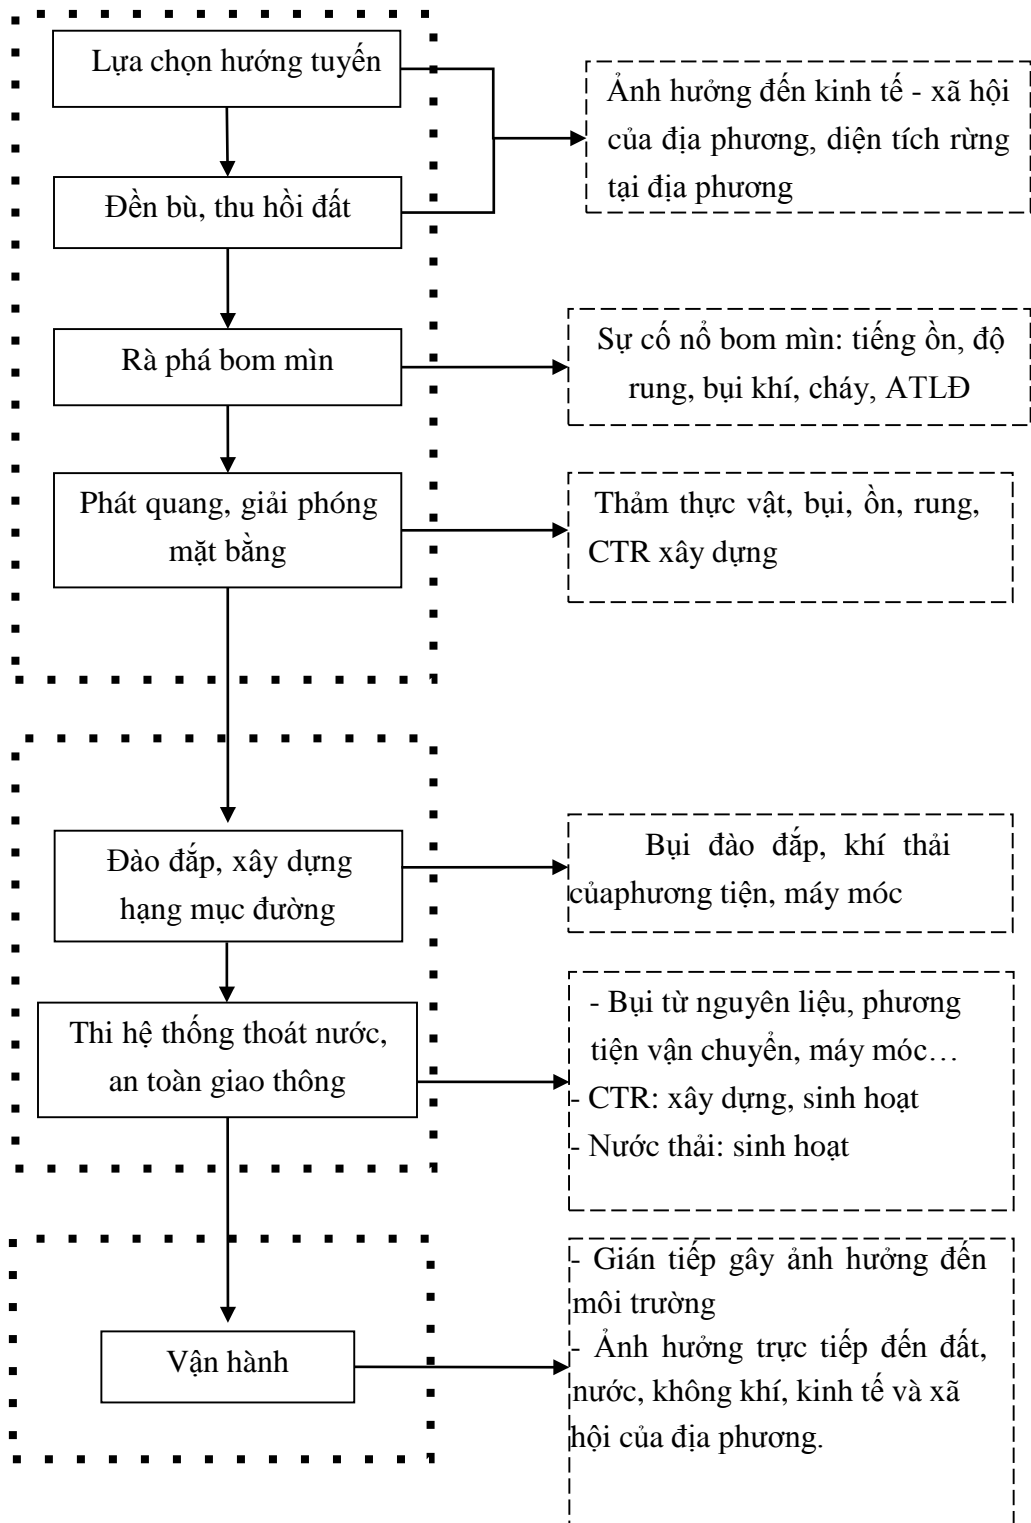 Lựa chọn hướng tuyến
Ảnh hưởng đến kinh tế - xã hội
của địa phương, diện tích rừng
tại địa phương
Đền bù, thu hồi đất
Rà phá bom mìn
Sự cố nổ bom mìn: tiếng ồn, độ
rung, bụi khí, cháy, ATLĐ
Phát quang, giải phóng
mặt bằng
Thảm thực vật, bụi, ồn, rung,
CTR xây dựng
Đào đắp, xây dựng
hạng mục đường
Bụi đào đắp, khí thải
củaphương tiện, máy móc
Thi hệ thống thoát nước,
an toàn giao thông
- Bụi từ nguyên liệu, phương
tiện vận chuyển, máy móc…
- CTR: xây dựng, sinh hoạt
- Nước thải: sinh hoạt
Vận hành
- Gián tiếp gây ảnh hưởng đến
môi trường
- Ảnh hưởng trực tiếp đến đất,
nước, không khí, kinh tế và xã
hội của địa phương.